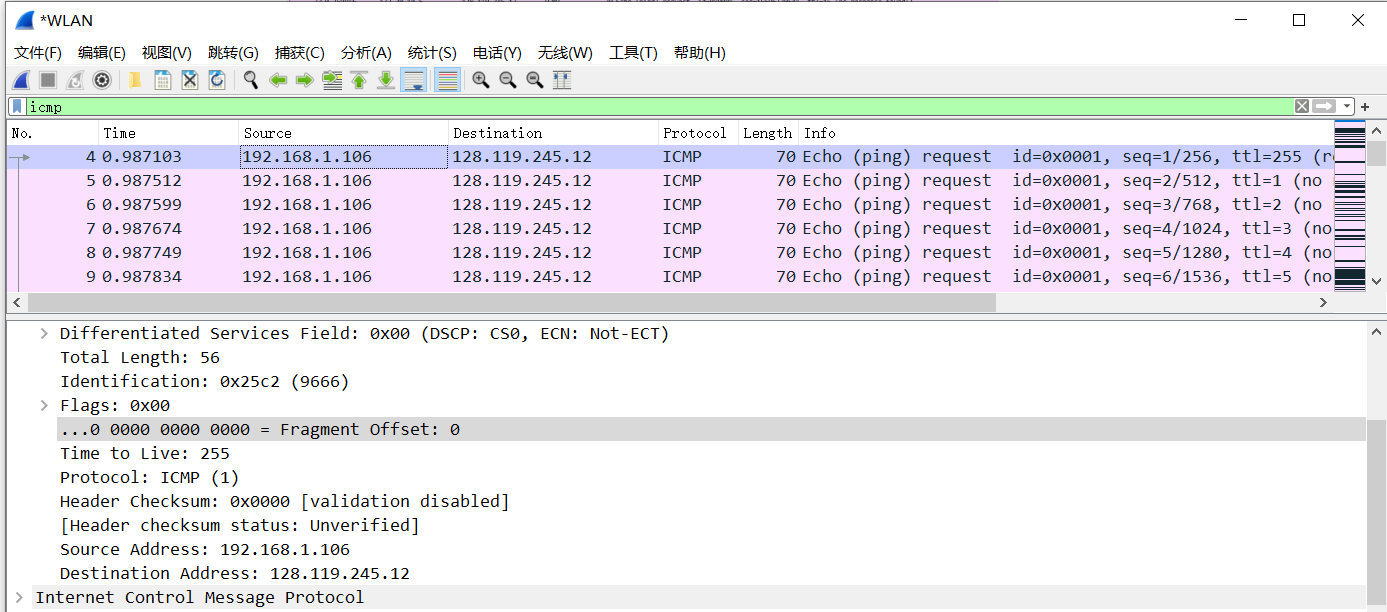 *WLAN
文件(F) 编辑(E) 视图(V) 跳转(G) 捕获(C) 分析(A) 统计(S) 电话(Y) 无线(W) 工具(T) 帮助(H)
icmp
No. Time Source Destination Protocol Length Info
4 0.987103 192.168.1.106 128.119.245.12 ICMP 70 Echo (ping) request id=0x0001, seq=1/256, ttl=255 (r
5 0.987512 192.168.1.106 128.119.245.12 ICMP 70 Echo (ping) request id=0x0001, seq=2/512, ttl=1 (no
6 0.987599 192.168.1.106 128.119.245.12 ICMP 70 Echo (ping) request id=0x0001, seq=3/768, ttl=2 (no
7 0.987674 192.168.1.106 128.119.245.12 ICMP 70 Echo (ping) request id=0x0001, seq=4/1024, ttl=3 (no
8 0.987749 192.168.1.106 128.119.245.12 ICMP 70 Echo (ping) request id=0x0001, seq=5/1280, ttl=4 (no
9 0.987834 192.168.1.106 128.119.245.12 ICMP 70 Echo (ping) request id=0x0001, seq=6/1536, ttl=5 (no
Differentiated Services Field: 0x00 (DSCP: CS0, ECN: Not-ECT)
Total Length: 56
Identification: 0x25c2 (9666)
Flags: 0x00
...0 0000 0000 0000 = Fragment Offset: 0
Time to Live: 255
Protocol: ICMP (1)
Header Checksum: 0x0000 [validation disabled]
[Header checksum status: Unverified]
Source Address: 192.168.1.106
Destination Address: 128.119.245.12
Internet Control Message Protocol